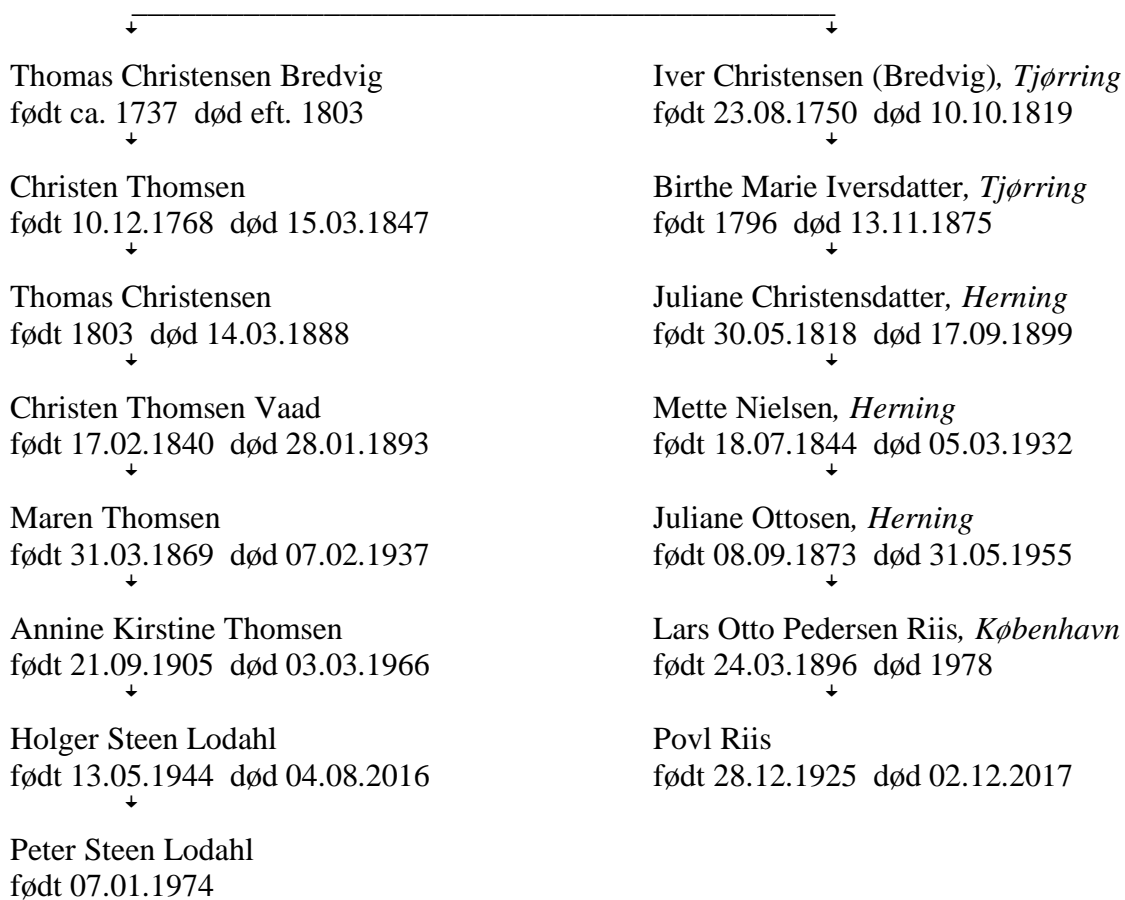 Thomas Christensen Bredvig
født ca. 1737 død eft. 1803
Christen Thomsen
født 10.12.1768 død 15.03.1847
Thomas Christensen
født 1803 død 14.03.1888
Christen Thomsen Vaad
født 17.02.1840 død 28.01.1893
Maren Thomsen
født 31.03.1869 død 07.02.1937
Annine Kirstine Thomsen
født 21.09.1905 død 03.03.1966
Holger Steen Lodahl
født 13.05.1944 død 04.08.2016
Peter Steen Lodahl
født 07.01.1974
Iver Christensen (Bredvig), Tjørring
født 23.08.1750 død 10.10.1819
Birthe Marie Iversdatter, Tjørring
født 1796 død 13.11.1875
Juliane Christensdatter, Herning
født 30.05.1818 død 17.09.1899
Mette Nielsen, Herning
født 18.07.1844 død 05.03.1932
Juliane Ottosen, Herning
født 08.09.1873 død 31.05.1955
Lars Otto Pedersen Riis, København
født 24.03.1896 død 1978
Povl Riis
født 28.12.1925 død 02.12.2017